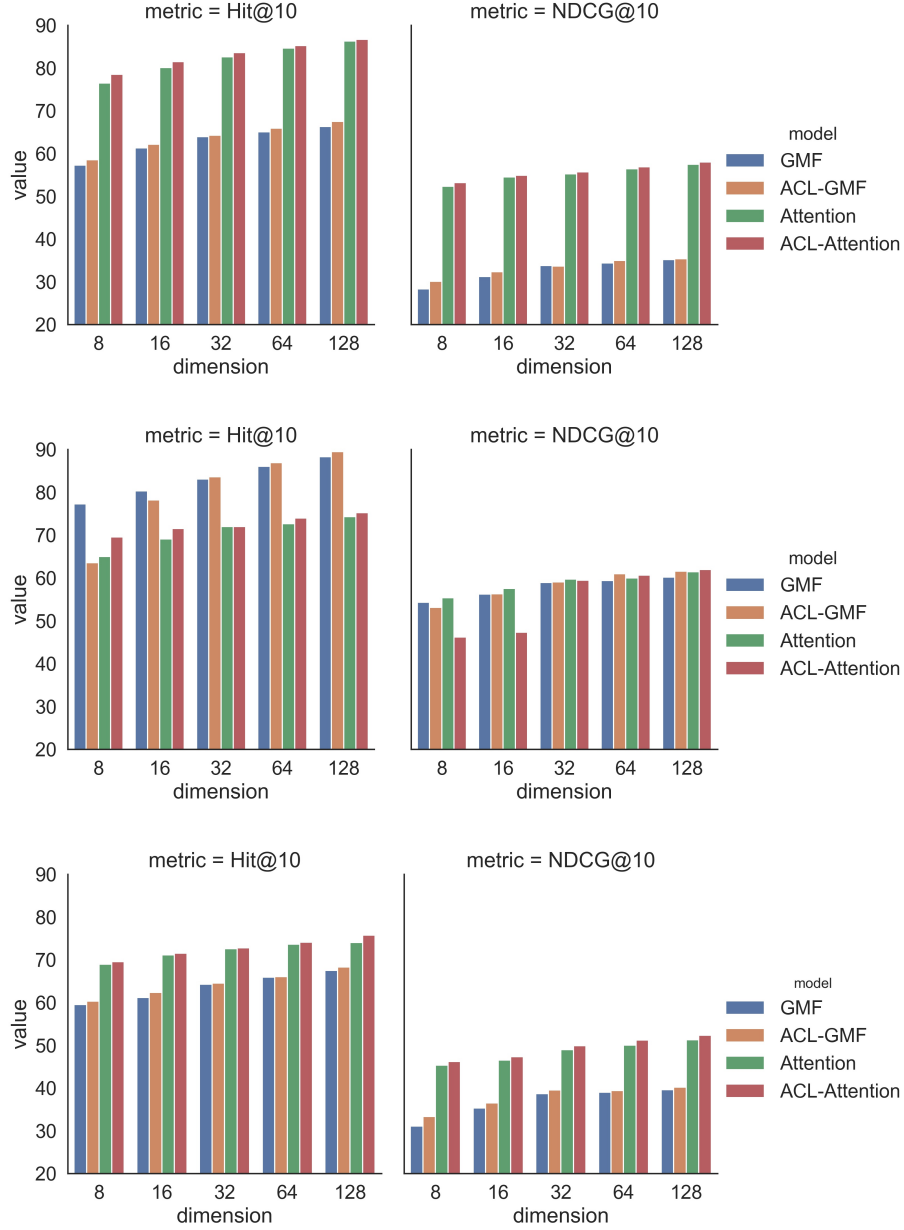 metric = Hit@10
metric = NDCG@10
90
80
70
60
50
40
30
20
value
8 16 32 64 128
dimension
8 16 32 64 128
dimension
model
GMF
ACL-GMF
Attention
ACL-Attention
metric = Hit@10
metric = NDCG@10
90
80
70
60
50
40
30
20
value
8 16 32 64 128
dimension
8 16 32 64 128
dimension
model
GMF
ACL-GMF
Attention
ACL-Attention
metric = Hit@10
metric = NDCG@10
90
80
70
60
50
40
30
20
value
8 16 32 64 128
dimension
8 16 32 64 128
dimension
model
GMF
ACL-GMF
Attention
ACL-Attention